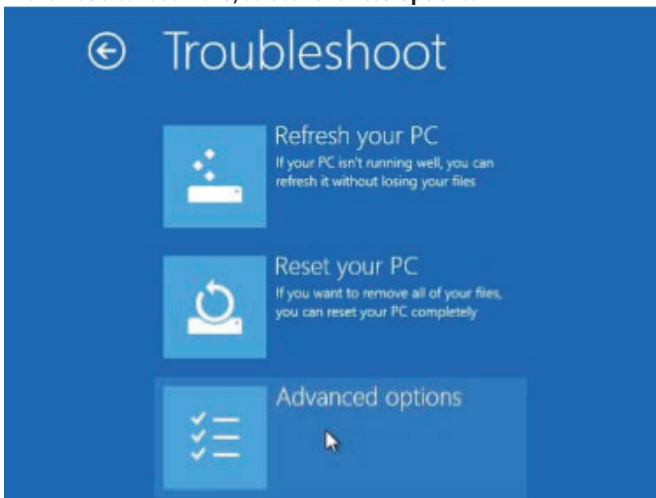 Troubleshoot
Refresh your PC
If your PC isn't running well, you can
refresh it without losing your files
Reset your PC
If you want to remove all of your files,
you can reset your PC completely
Advanced options